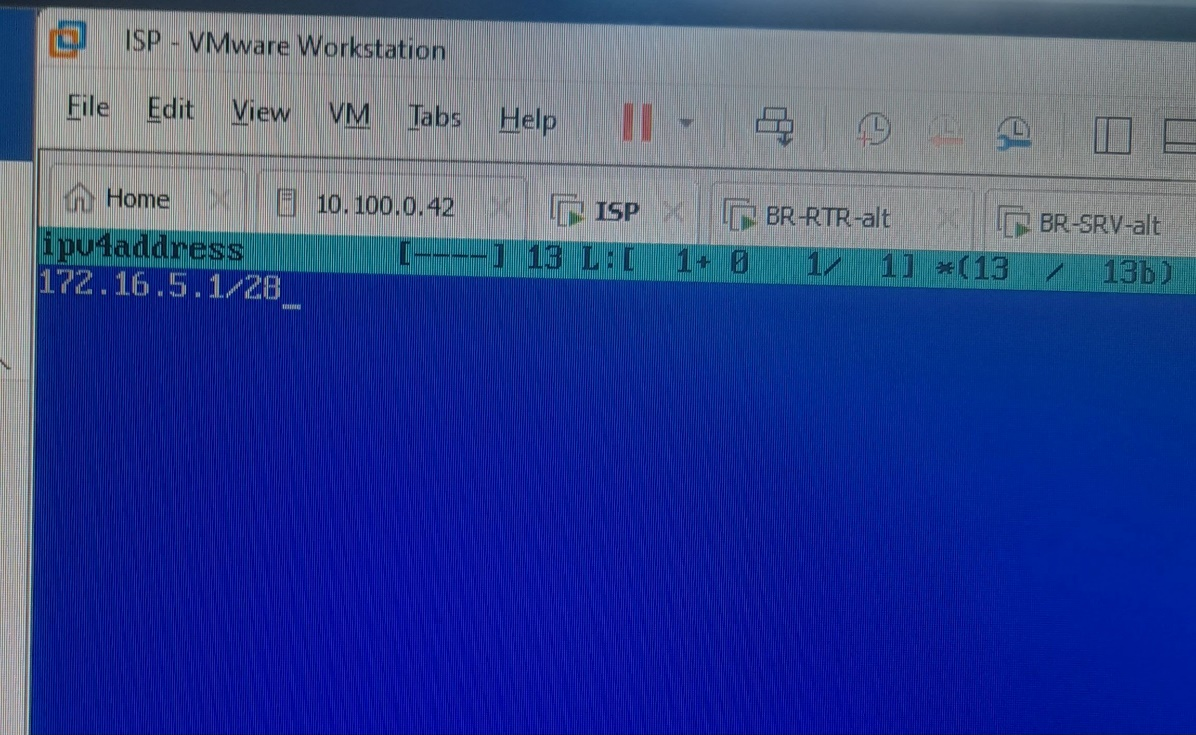 ISP - VMware Workstation
File Edit View VM Tabs Help
Home 10.100.0.42 ISP BR-RTR-alt BR-SRV-alt
ipv4address [----] 13 L:[ 1+ 0 1/ 1] *(13 / 13b)
172.16.5.1/28_